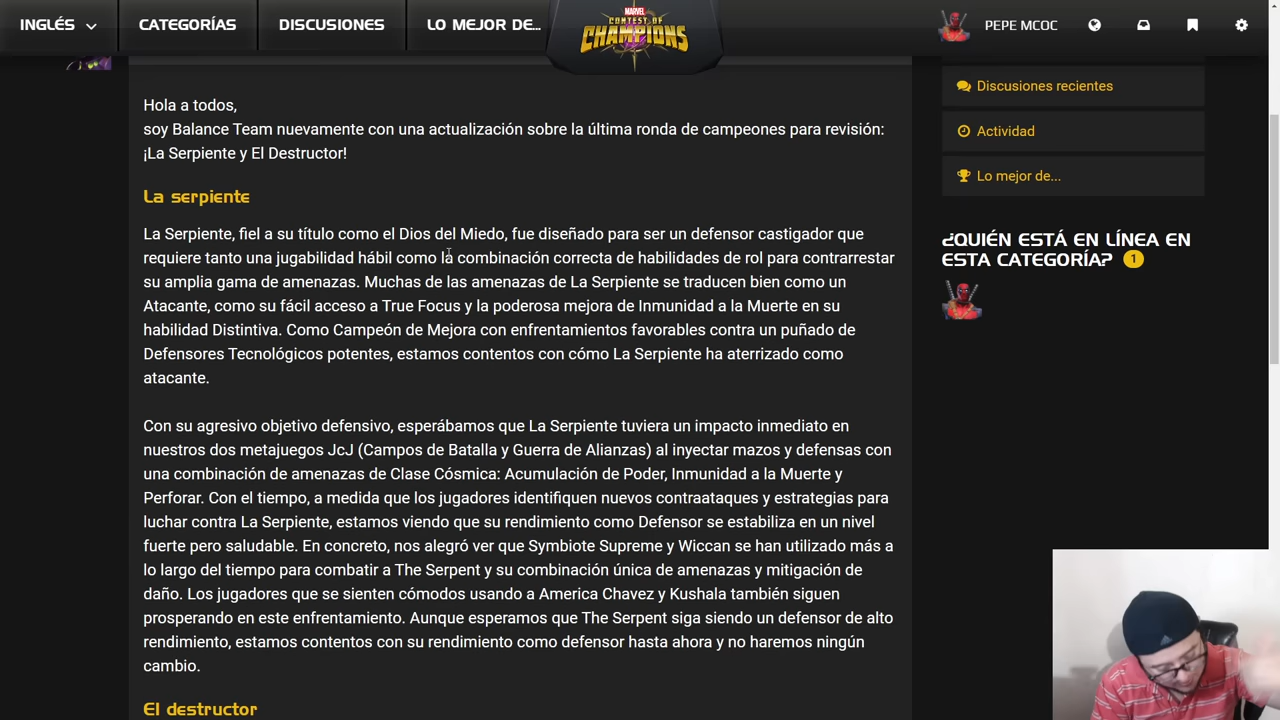 INGLÉS
CATEGORÍAS
DISCUSIONES
LO MEJOR DE...
MARVEL
CONTEST OF
CHAMPIONS
PEPE MCOC
Hola a todos,
soy Balance Team nuevamente con una actualización sobre la última ronda de campeones para revisión:
¡La Serpiente y El Destructor!
La serpiente
La Serpiente, fiel a su título como el Dios del Miedo, fue diseñado para ser un defensor castigador que
requiere tanto una jugabilidad hábil como la combinación correcta de habilidades de rol para contrarrestar
su amplia gama de amenazas. Muchas de las amenazas de La Serpiente se traducen bien como un
Atacante, como su fácil acceso a True Focus y la poderosa mejora de Inmunidad a la Muerte en su
habilidad Distintiva. Como Campeón de Mejora con enfrentamientos favorables contra un puñado de
Defensores Tecnológicos potentes, estamos contentos con cómo La Serpiente ha aterrizado como
atacante.
Con su agresivo objetivo defensivo, esperábamos que La Serpiente tuviera un impacto inmediato en
nuestros dos metajuegos JcJ (Campos de Batalla y Guerra de Alianzas) al inyectar mazos y defensas con
una combinación de amenazas de Clase Cósmica: Acumulación de Poder, Inmunidad a la Muerte y
Perforar. Con el tiempo, a medida que los jugadores identifiquen nuevos contraataques y estrategias para
luchar contra La Serpiente, estamos viendo que su rendimiento como Defensor se estabiliza en un nivel
fuerte pero saludable. En concreto, nos alegró ver que Symbiote Supreme y Wiccan se han utilizado más a
lo largo del tiempo para combatir a The Serpent y su combinación única de amenazas y mitigación de
daño. Los jugadores que se sienten cómodos usando a America Chavez y Kushala también siguen
prosperando en este enfrentamiento. Aunque esperamos que The Serpent siga siendo un defensor de alto
rendimiento, estamos contentos con su rendimiento como defensor hasta ahora y no haremos ningún
cambio.
El destructor
Discusiones recientes
Actividad
Lo mejor de...
¿QUIÉN ESTÁ EN LÍNEA EN
ESTA CATEGORÍA? 1